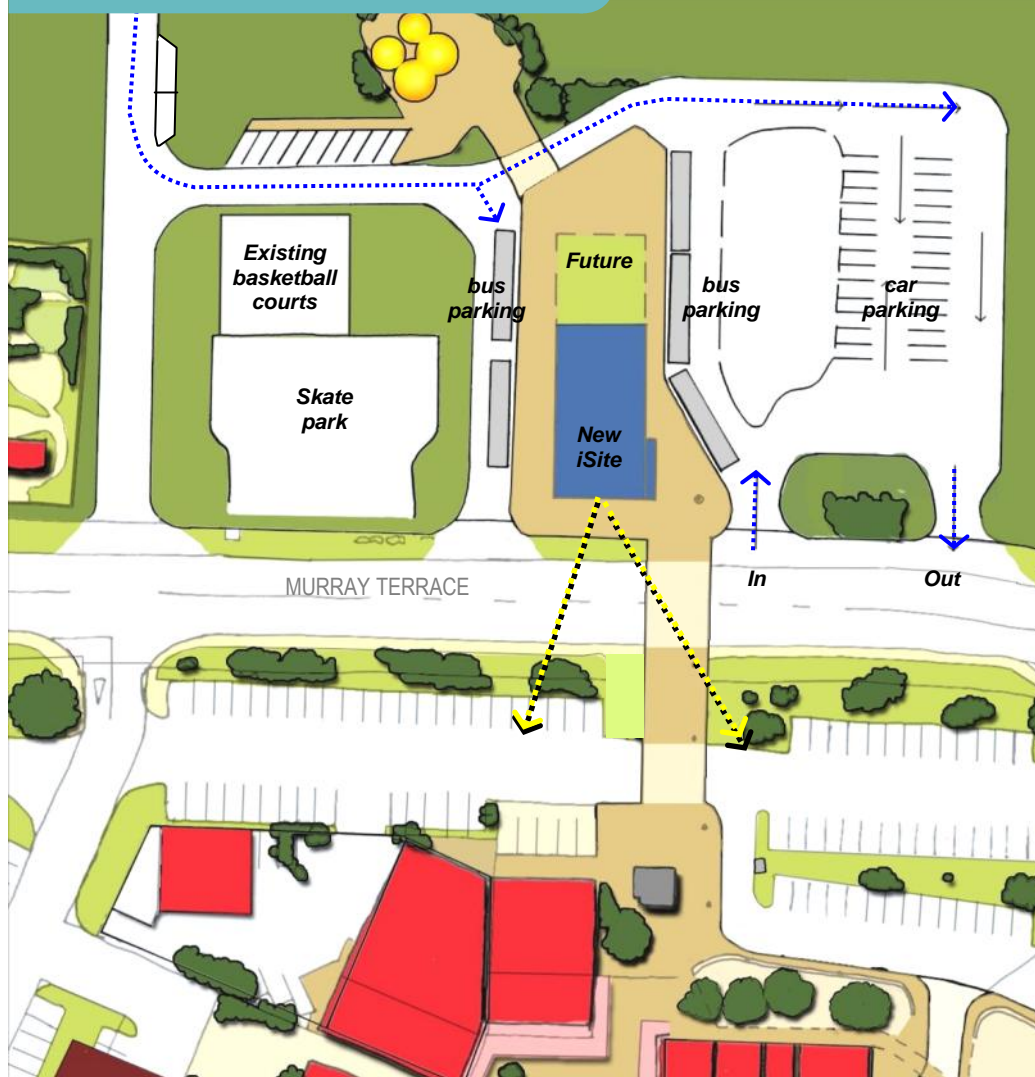 Existing
basketball
courts
Future
bus
parking
bus
parking
car
parking
Skate
park
New
iSite
In
Out
MURRAY TERRACE